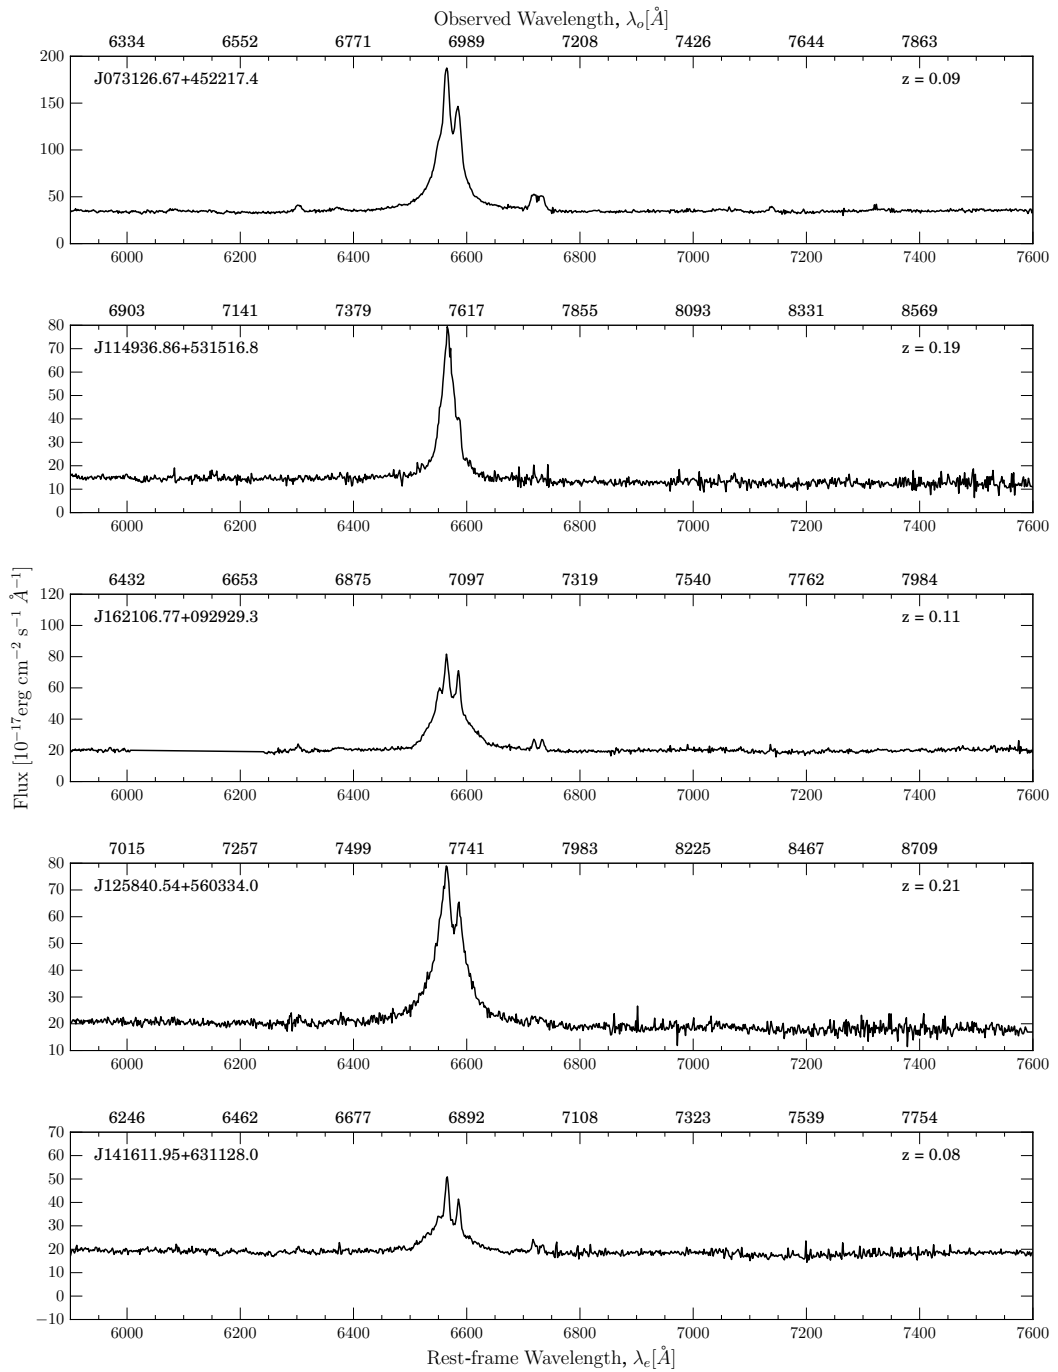 Observed Wavelength, λₒ[Å]
6334 6552 6771 6989 7208 7426 7644 7863
200
J073126.67+452217.4 z = 0.09
150
100
50
0
6000 6200 6400 6600 6800 7000 7200 7400 7600
6903 7141 7379 7617 7855 8093 8331 8569
80
J114936.86+531516.8 z = 0.19
70
60
50
40
30
20
10
0
6000 6200 6400 6600 6800 7000 7200 7400 7600
Flux [10⁻¹⁷erg cm⁻² s⁻¹ Å⁻¹]
6432 6653 6875 7097 7319 7540 7762 7984
120
J162106.77+092929.3 z = 0.11
100
80
60
40
20
0
6000 6200 6400 6600 6800 7000 7200 7400 7600
7015 7257 7499 7741 7983 8225 8467 8709
80
J125840.54+560334.0 z = 0.21
70
60
50
40
30
20
10
6000 6200 6400 6600 6800 7000 7200 7400 7600
6246 6462 6677 6892 7108 7323 7539 7754
70
J141611.95+631128.0 z = 0.08
60
50
40
30
20
10
0
−10
6000 6200 6400 6600 6800 7000 7200 7400 7600
Rest-frame Wavelength, λₑ[Å]